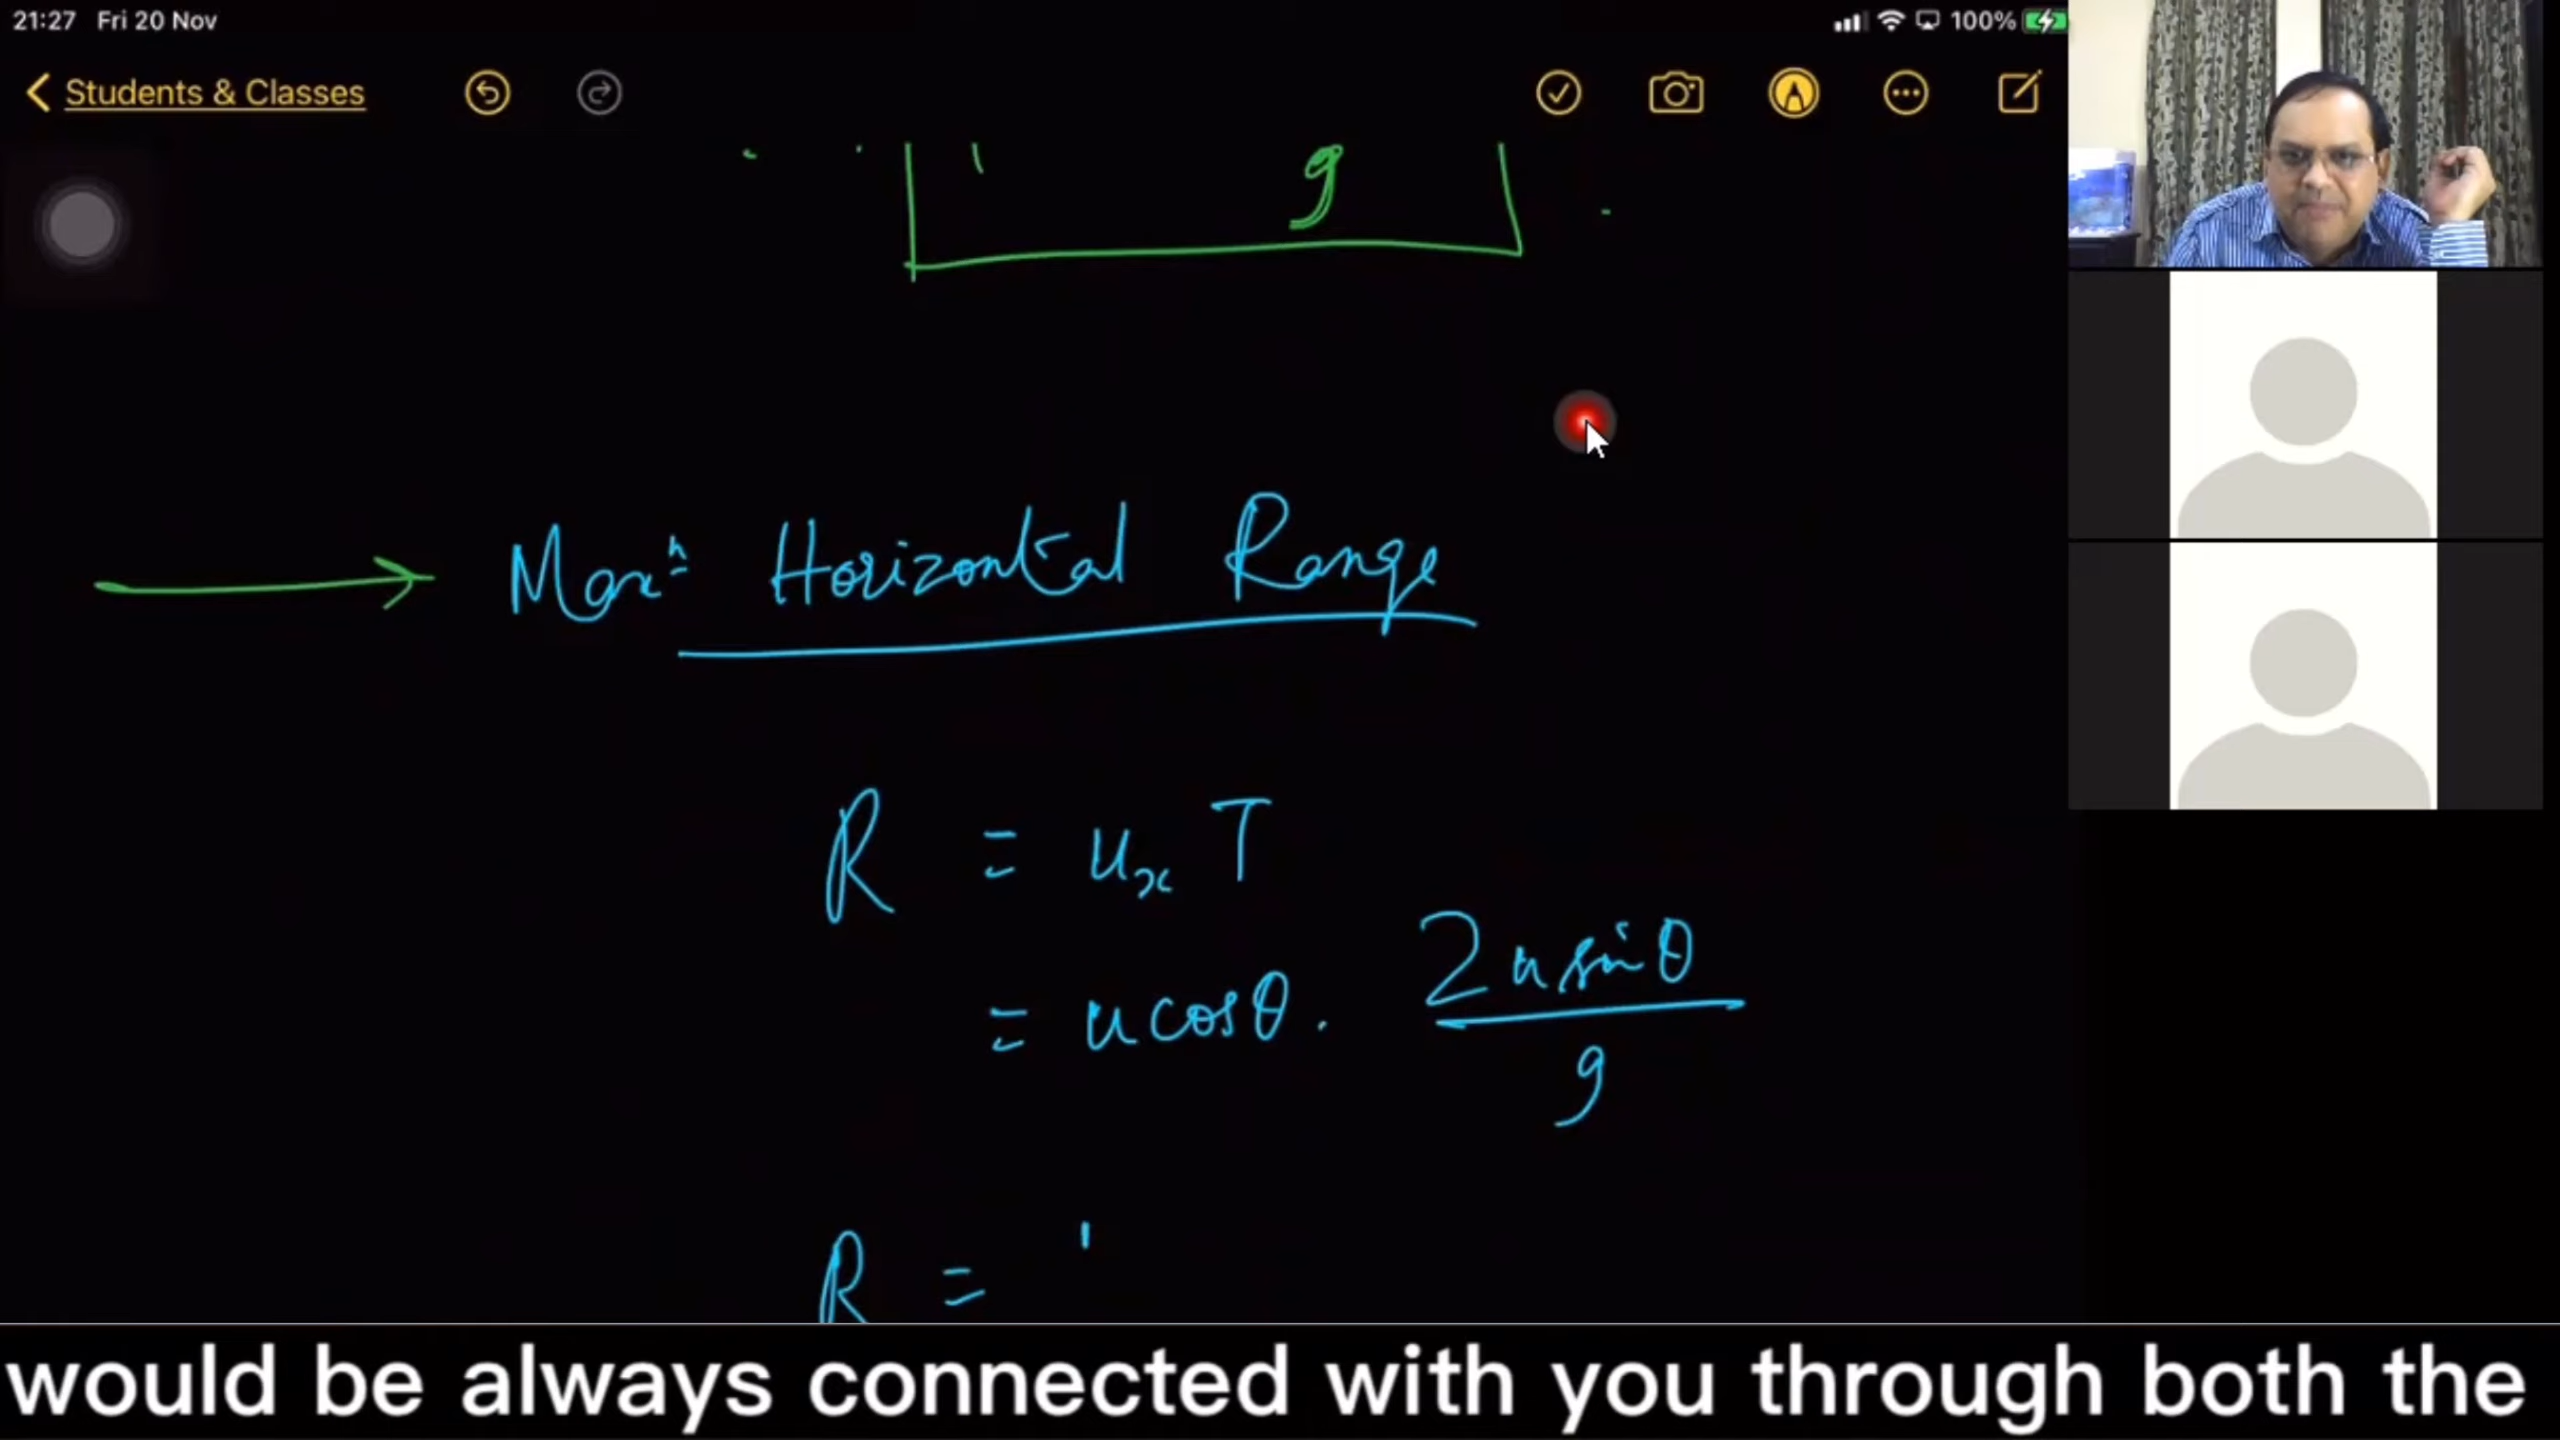 21:27 Fri 20 Nov 100%
Students & Classes
g
Maxᵐ Horizontal Range
R = uₓ T
= u cosθ . 2u sinθ
g
R =
would be always connected with you through both the